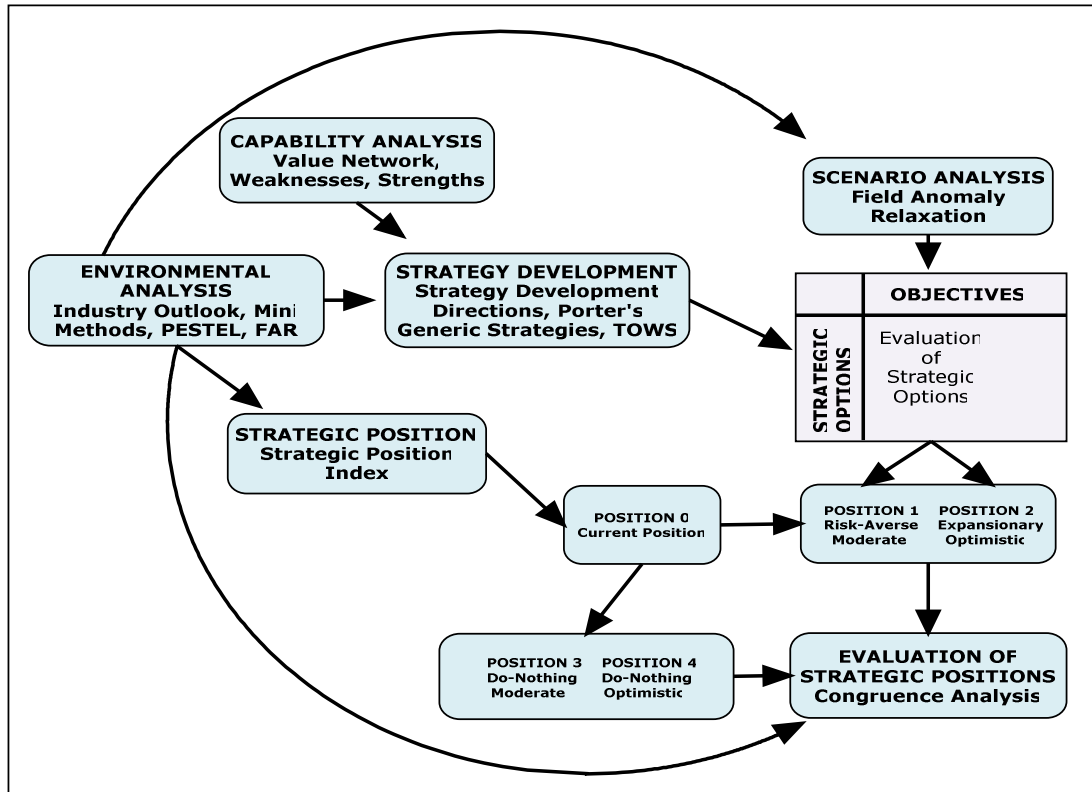 CAPABILITY ANALYSIS
Value Network,
Weaknesses, Strengths
SCENARIO ANALYSIS
Field Anomaly
Relaxation
ENVIRONMENTAL
ANALYSIS
Industry Outlook, Mini
Methods, PESTEL, FAR
STRATEGY DEVELOPMENT
Strategy Development
Directions, Porter's
Generic Strategies, TOWS
OBJECTIVES
STRATEGIC
OPTIONS
Evaluation
of
Strategic
Options
STRATEGIC POSITION
Strategic Position
Index
POSITION 0
Current Position
POSITION 1
Risk-Averse
Moderate
POSITION 2
Expansionary
Optimistic
POSITION 3
Do-Nothing
Moderate
POSITION 4
Do-Nothing
Optimistic
EVALUATION OF
STRATEGIC POSITIONS
Congruence Analysis